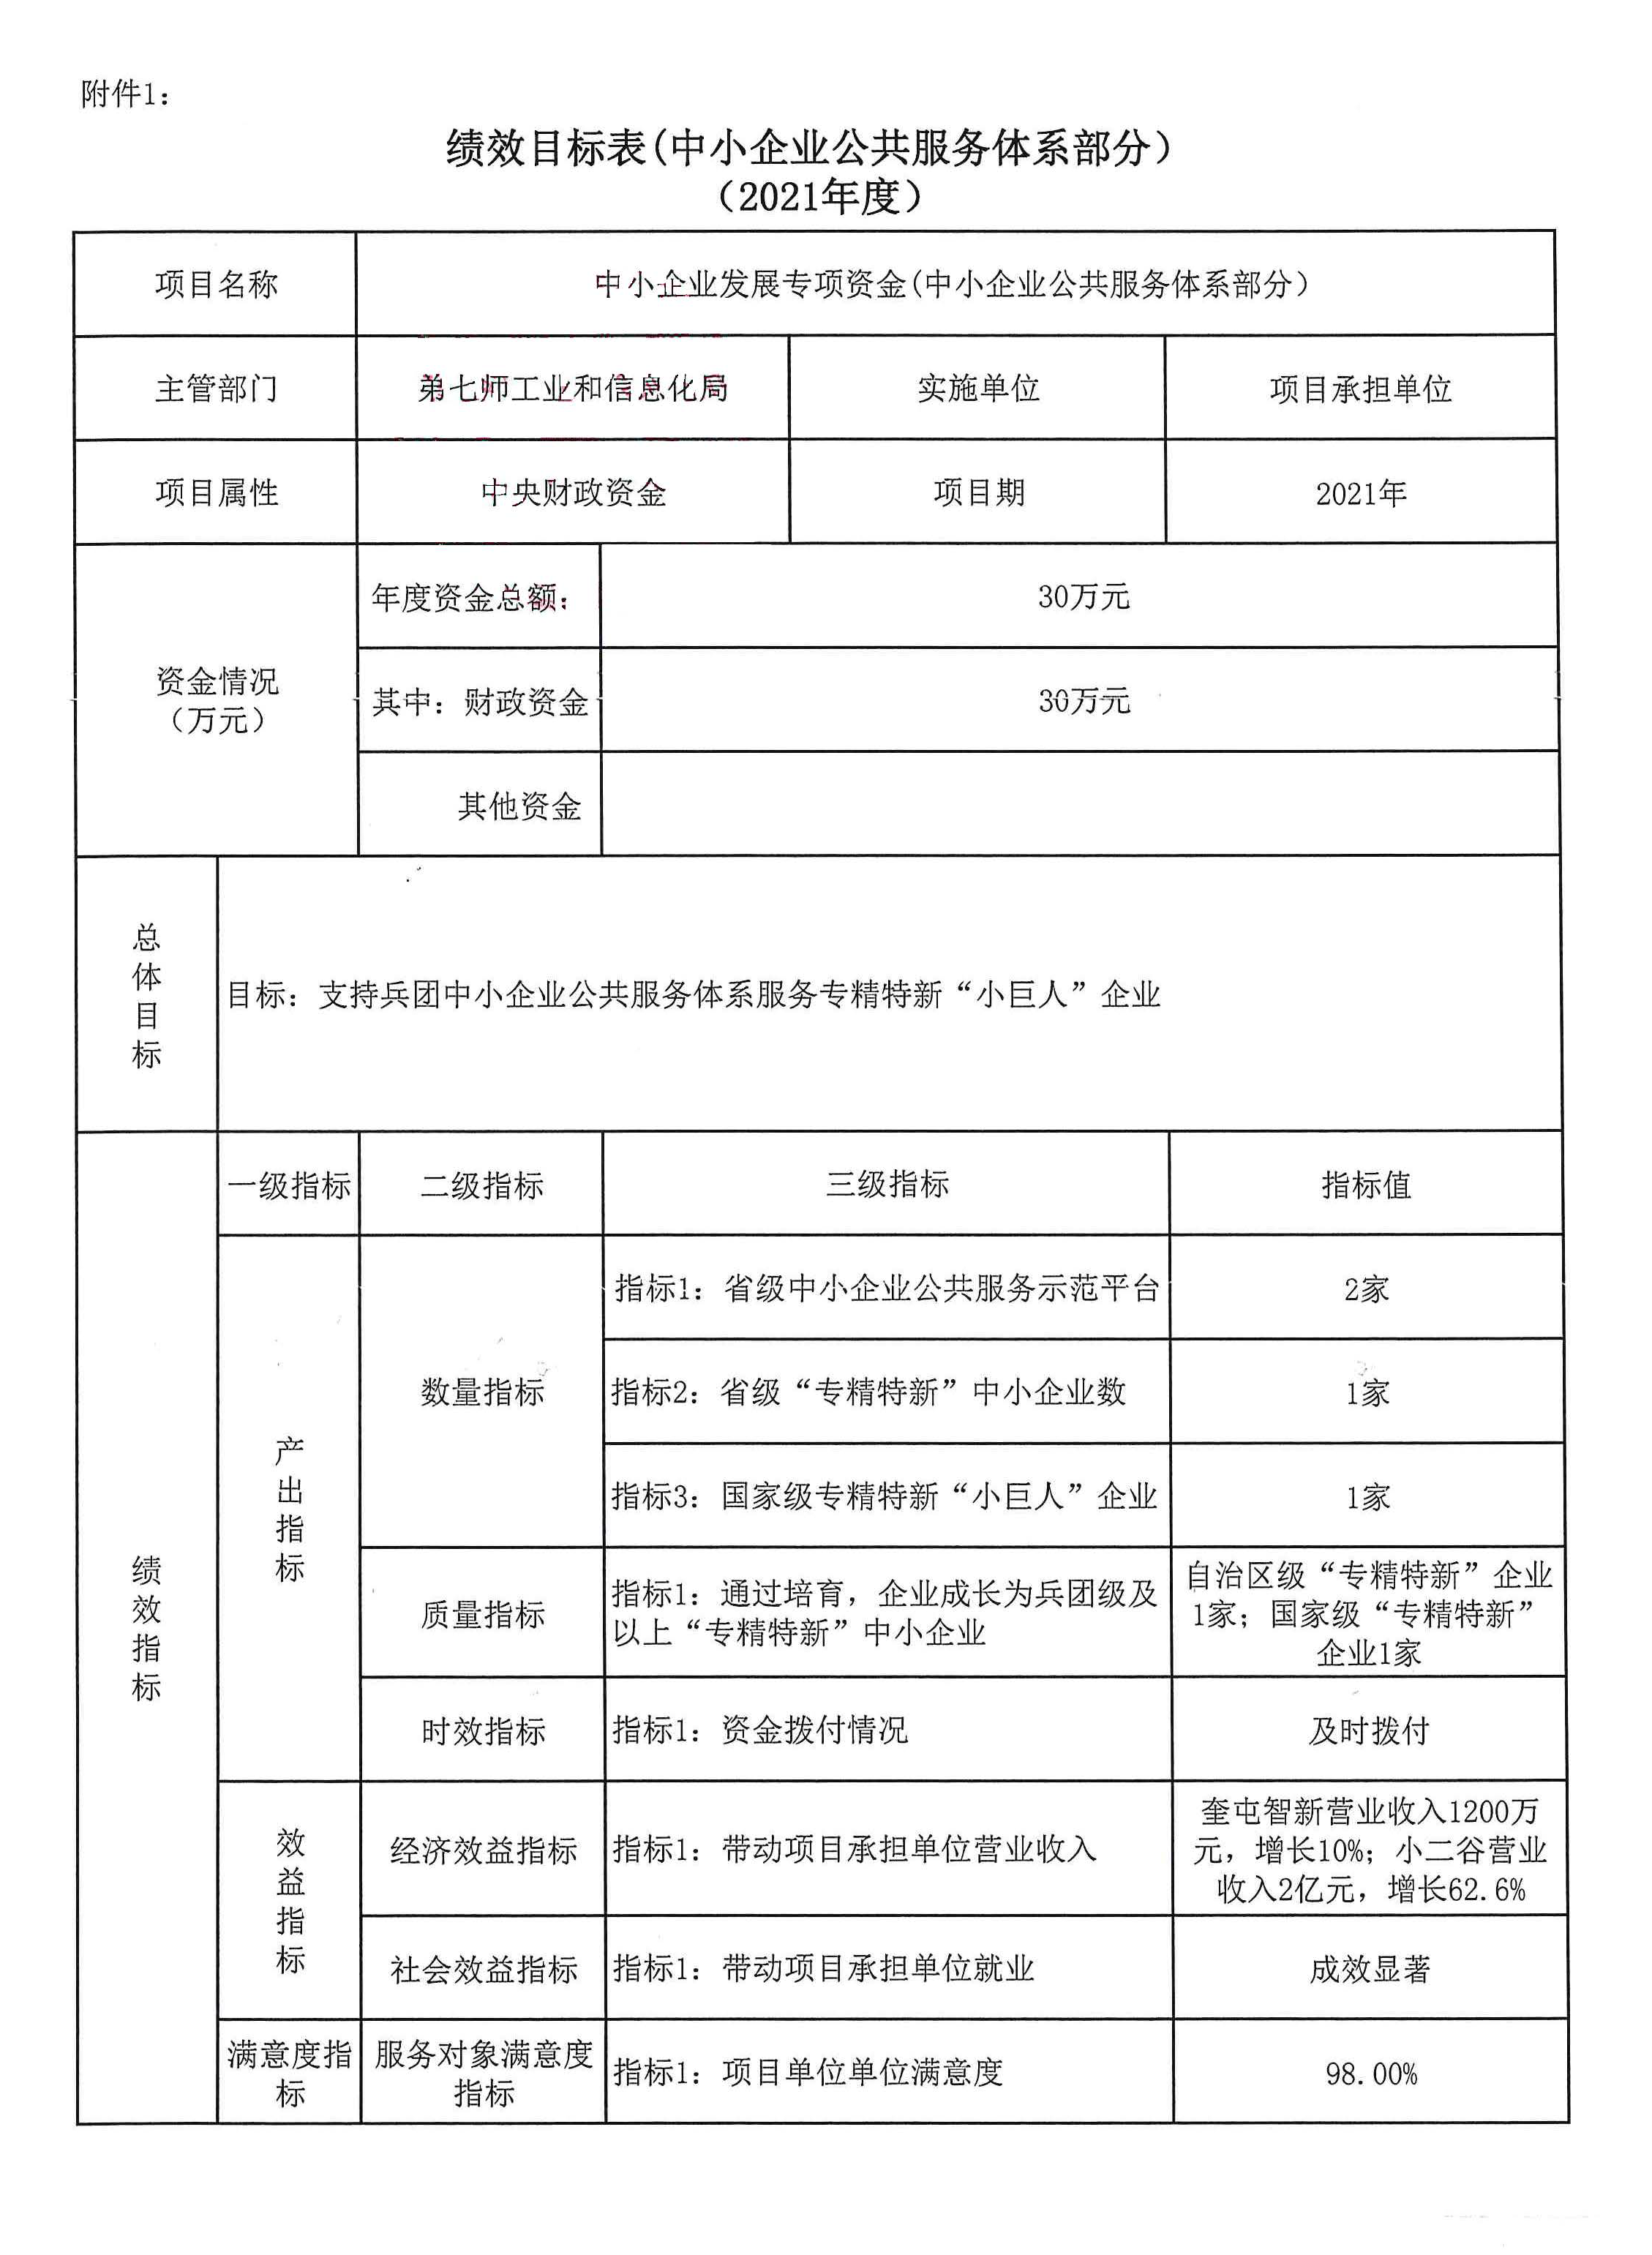 附件1：
绩效目标表(中小企业公共服务体系部分）
（2021年度）
项目名称 中小企业发展专项资金(中小企业公共服务体系部分）
主管部门 第七师工业和信息化局 实施单位 项目承担单位
项目属性 中央财政资金 项目期 2021年
资金情况
（万元）
年度资金总额： 30万元
其中：财政资金 30万元
其他资金
总体目标
目标：支持兵团中小企业公共服务体系服务专精特新“小巨人”企业
绩效指标
一级指标 二级指标 三级指标 指标值
产出指标
数量指标
指标1：省级中小企业公共服务示范平台 2家
指标2：省级“专精特新”中小企业数 1家
指标3：国家级专精特新“小巨人”企业 1家
质量指标
指标1：通过培育，企业成长为兵团级及
以上“专精特新”中小企业
自治区级“专精特新”企业
1家；国家级“专精特新”
企业1家
时效指标 指标1：资金拨付情况 及时拨付
效益指标
经济效益指标 指标1：带动项目承担单位营业收入
奎屯智新营业收入1200万
元，增长10%；小二谷营业
收入2亿元，增长62.6%
社会效益指标 指标1：带动项目承担单位就业 成效显著
满意度指
标
服务对象满意度
指标
指标1：项目单位单位满意度 98.00%